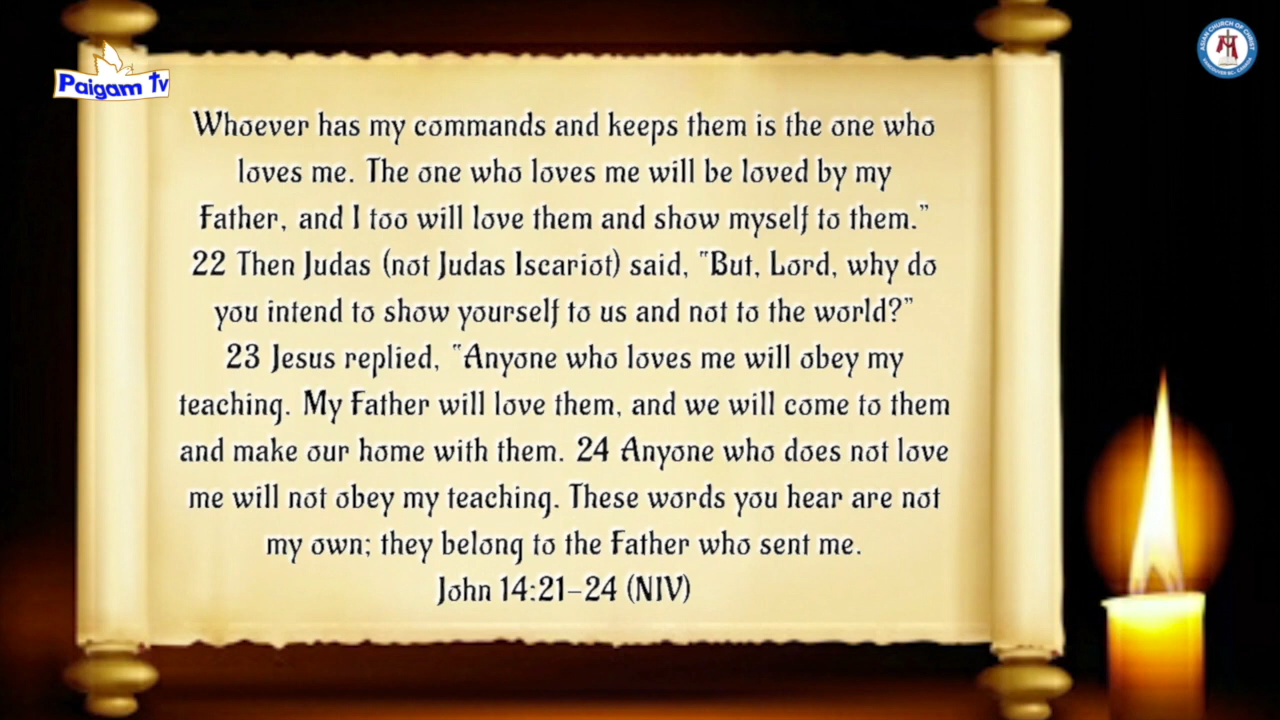 Paigam Tv
ASIAN CHURCH OF CHRIST
Whoever has my commands and keeps them is the one who
loves me. The one who loves me will be loved by my
Father, and I too will love them and show myself to them.”
22 Then Judas (not Judas Iscariot) said, “But, Lord, why do
you intend to show yourself to us and not to the world?”
23 Jesus replied, “Anyone who loves me will obey my
teaching. My Father will love them, and we will come to them
and make our home with them. 24 Anyone who does not love
me will not obey my teaching. These words you hear are not
my own; they belong to the Father who sent me.
John 14:21–24 (NIV)